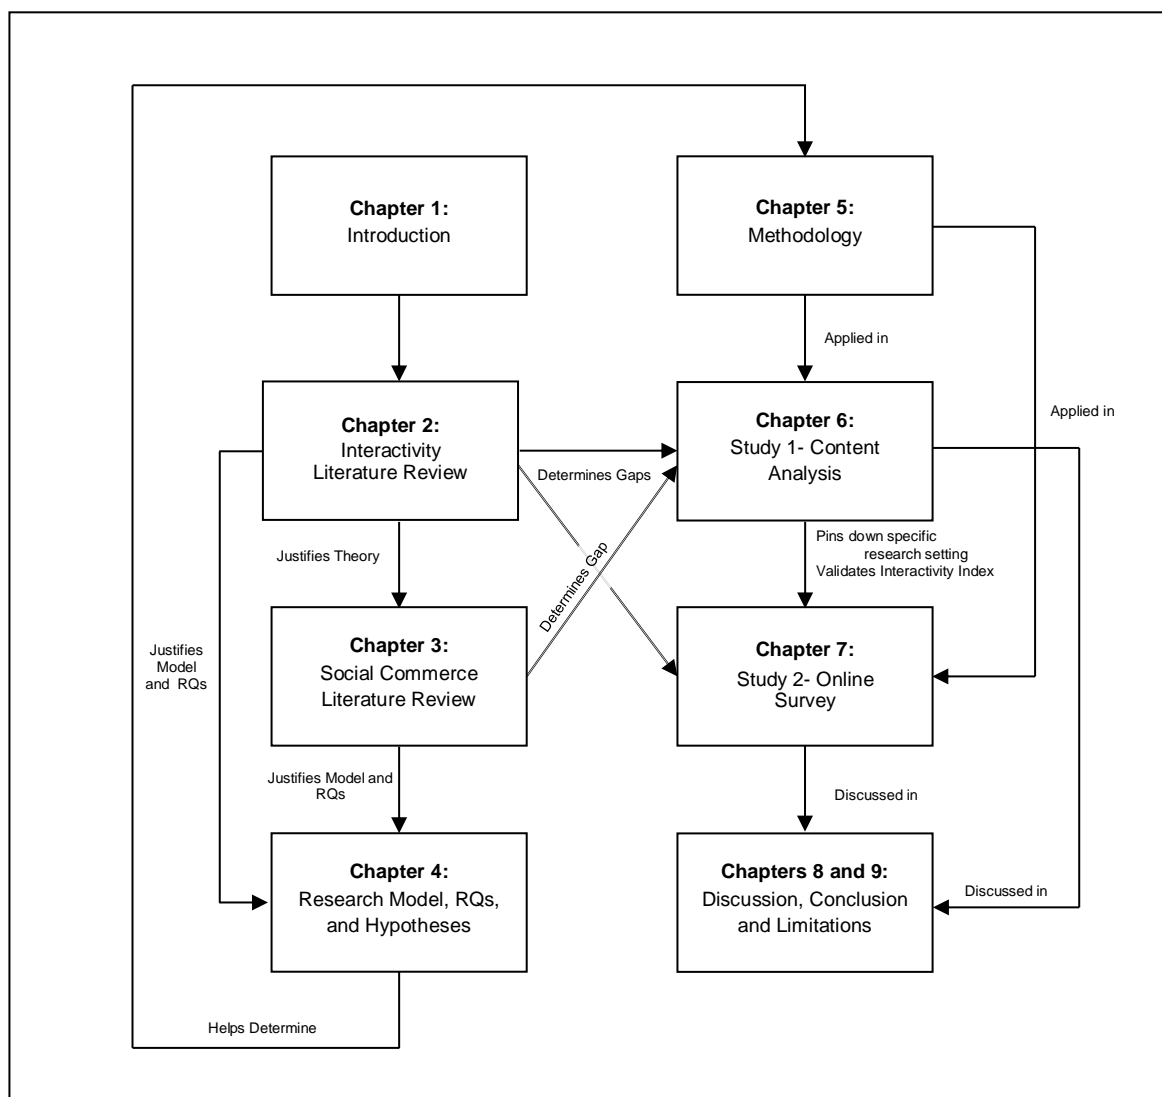 Chapter 1:
Introduction
Chapter 5:
Methodology
Applied in
Applied in
Chapter 2:
Interactivity
Literature Review
Determines Gaps
Chapter 6:
Study 1- Content
Analysis
Justifies Theory
Determines Gap
Pins down specific
research setting
Validates Interactivity Index
Justifies
Model
and RQs
Chapter 3:
Social Commerce
Literature Review
Chapter 7:
Study 2- Online
Survey
Justifies Model and
RQs
Discussed in
Chapter 4:
Research Model, RQs,
and Hypotheses
Chapters 8 and 9:
Discussion, Conclusion
and Limitations
Discussed in
Helps Determine